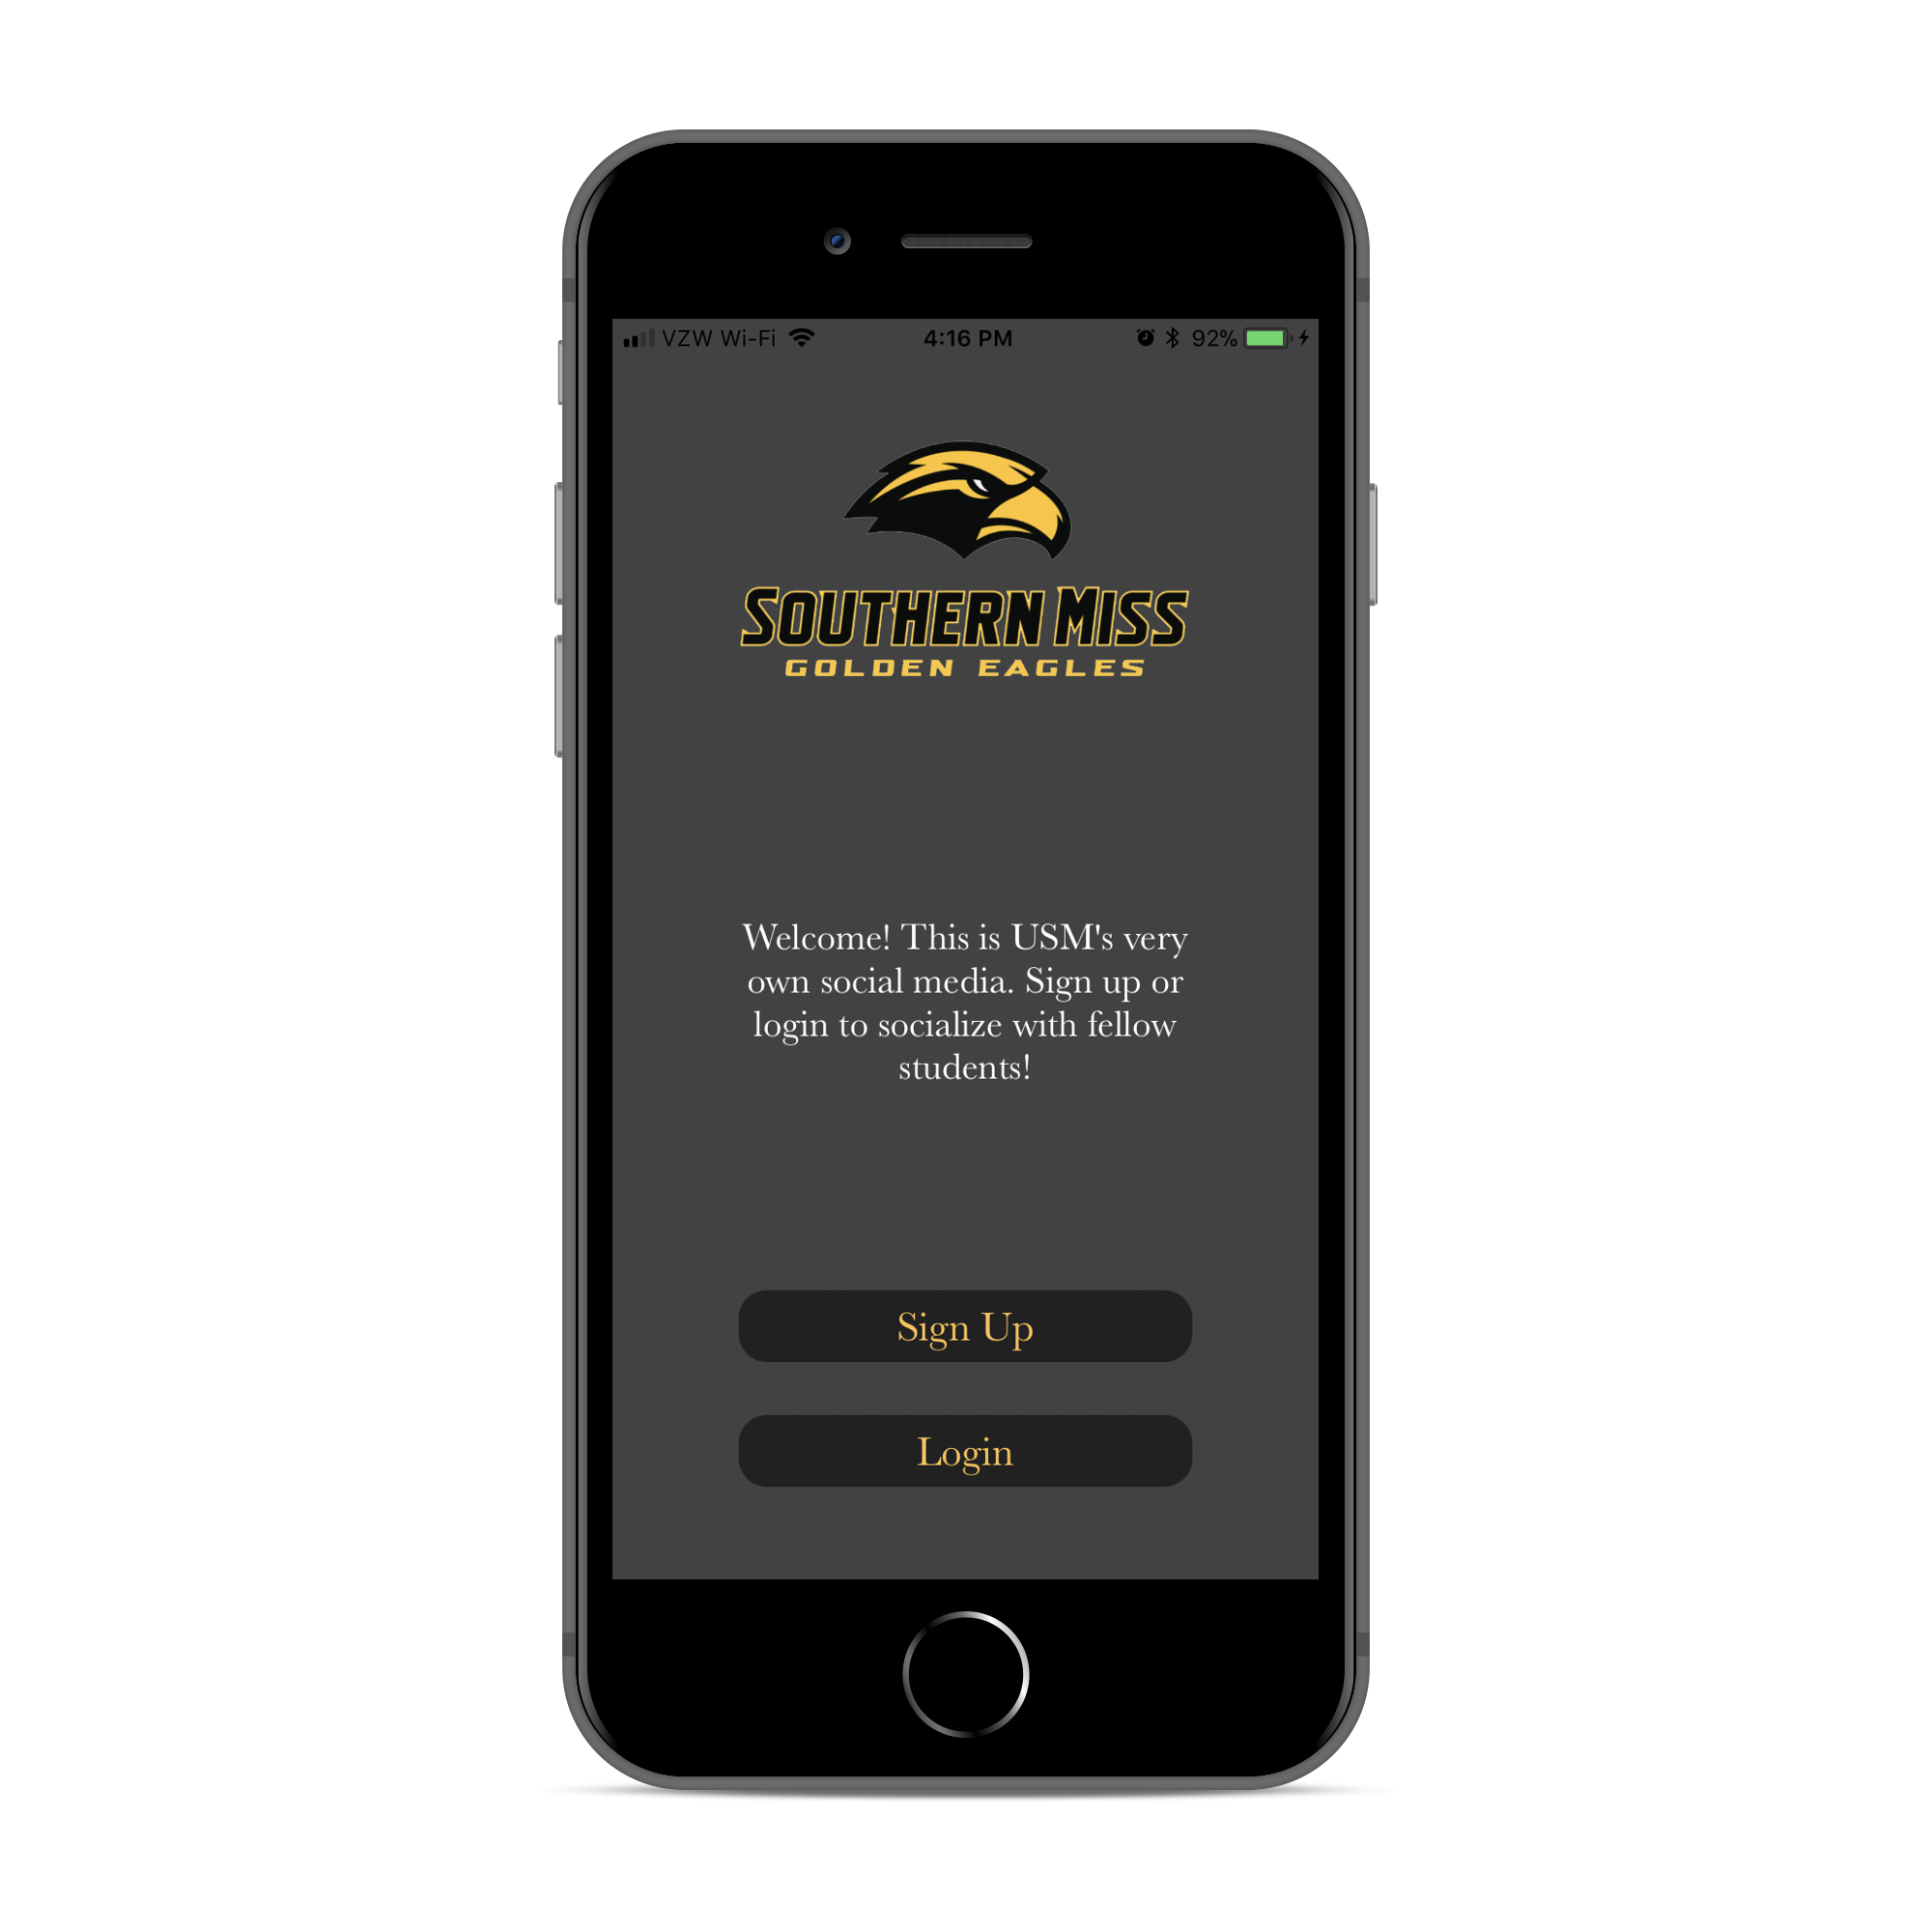 VZW Wi-Fi 4:16 PM 92%
SOUTHERN MISS
GOLDEN EAGLES
Welcome! This is USM's very
own social media. Sign up or
login to socialize with fellow
students!
Sign Up
Login